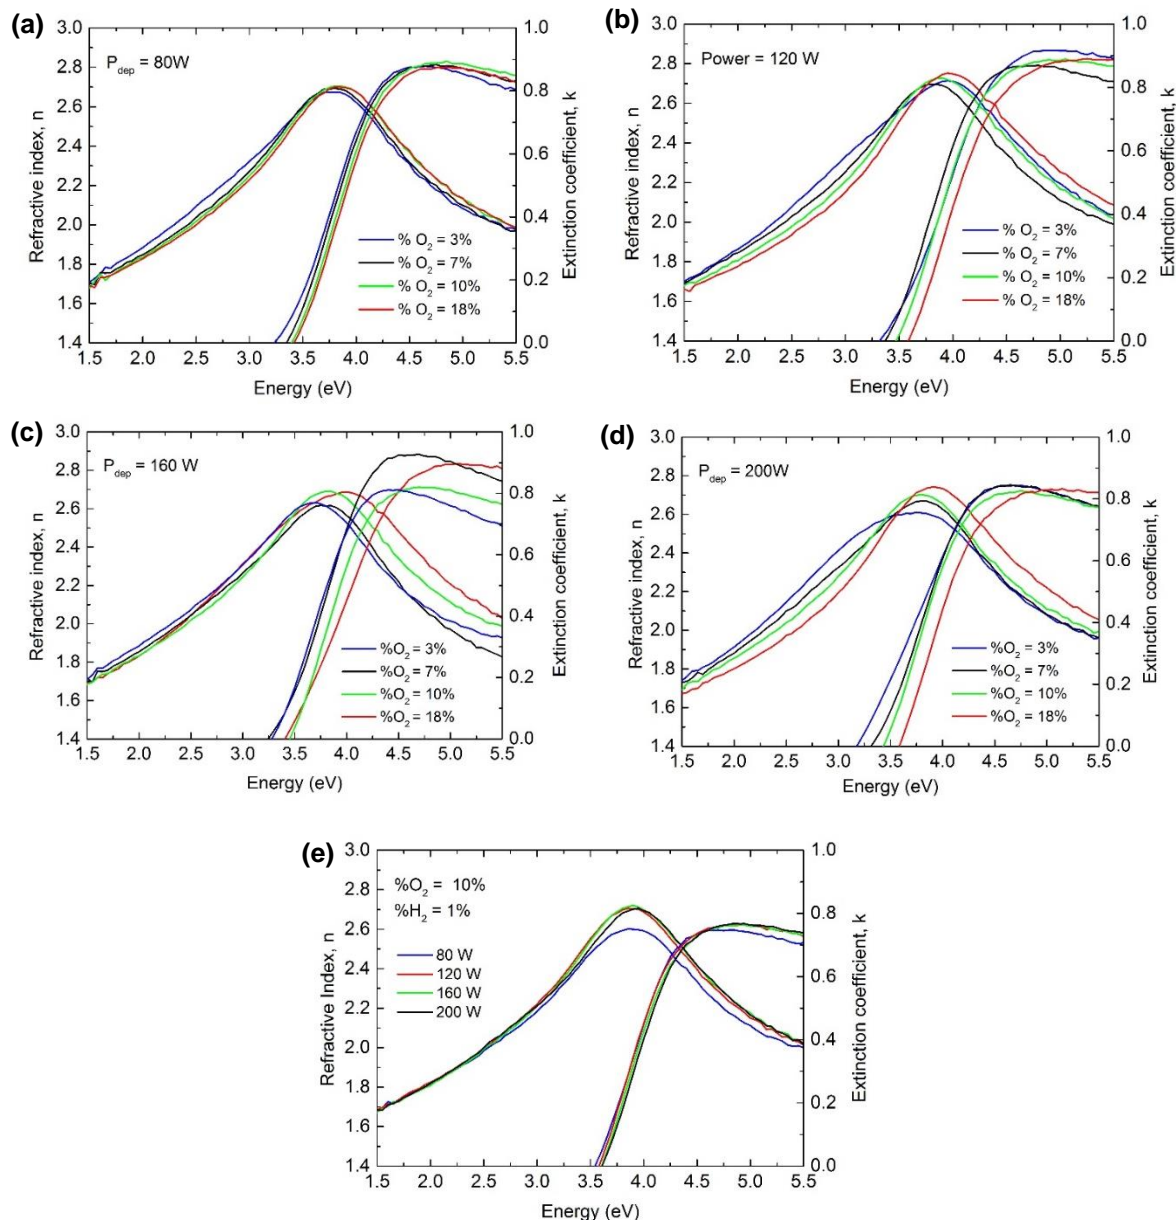 (a)
P_dep = 80W
3.0
2.8
2.6
2.4
2.2
2.0
1.8
1.6
1.4
Refractive index, n
1.0
0.8
0.6
0.4
0.2
0.0
Extinction coefficient, k
% O₂ = 3%
% O₂ = 7%
% O₂ = 10%
% O₂ = 18%
1.5 2.0 2.5 3.0 3.5 4.0 4.5 5.0 5.5
Energy (eV)
(b)
Power = 120 W
3.0
2.8
2.6
2.4
2.2
2.0
1.8
1.6
1.4
Refractive index, n
1.0
0.8
0.6
0.4
0.2
0.0
Extinction coefficient, k
% O₂ = 3%
% O₂ = 7%
% O₂ = 10%
% O₂ = 18%
1.5 2.0 2.5 3.0 3.5 4.0 4.5 5.0 5.5
Energy (eV)
(c)
P_dep = 160 W
3.0
2.8
2.6
2.4
2.2
2.0
1.8
1.6
1.4
Refractive index, n
1.0
0.8
0.6
0.4
0.2
0.0
Extinction coefficient, k
%O₂ = 3%
%O₂ = 7%
%O₂ = 10%
%O₂ = 18%
1.5 2.0 2.5 3.0 3.5 4.0 4.5 5.0 5.5
Energy (eV)
(d)
P_dep = 200W
3.0
2.8
2.6
2.4
2.2
2.0
1.8
1.6
1.4
Refractive index, n
1.0
0.8
0.6
0.4
0.2
0.0
Extinction coefficient, k
%O₂ = 3%
%O₂ = 7%
%O₂ = 10%
%O₂ = 18%
1.5 2.0 2.5 3.0 3.5 4.0 4.5 5.0 5.5
Energy (eV)
(e)
%O₂ = 10%
%H₂ = 1%
80 W
120 W
160 W
200 W
3.0
2.8
2.6
2.4
2.2
2.0
1.8
1.6
1.4
Refractive Index, n
1.0
0.8
0.6
0.4
0.2
0.0
Extinction coefficient, k
1.5 2.0 2.5 3.0 3.5 4.0 4.5 5.0 5.5
Energy (eV)